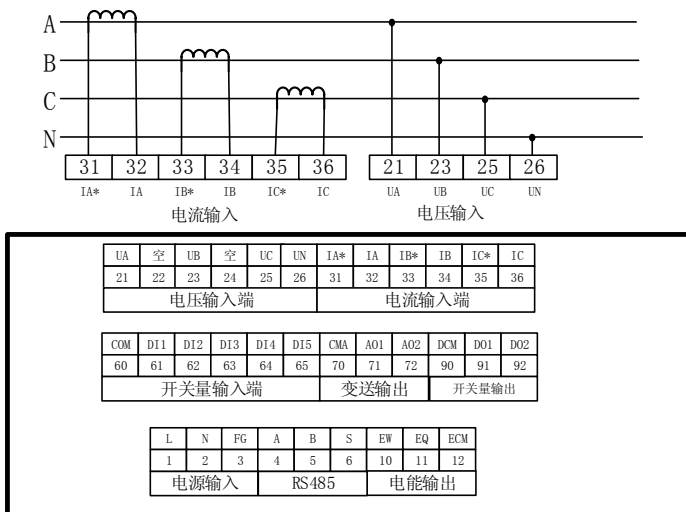 A
B
C
N
31 32 33 34 35 36 21 23 25 26
IA* IA IB* IB IC* IC UA UB UC UN
电流输入 电压输入
UA 空 UB 空 UC UN IA* IA IB* IB IC* IC
21 22 23 24 25 26 31 32 33 34 35 36
电压输入端 电流输入端
COM DI1 DI2 DI3 DI4 DI5 CMA AO1 AO2 DCM DO1 DO2
60 61 62 63 64 65 70 71 72 90 91 92
开关量输入端 变送输出 开关量输出
L N FG A B S EW EQ ECM
1 2 3 4 5 6 10 11 12
电源输入 RS485 电能输出